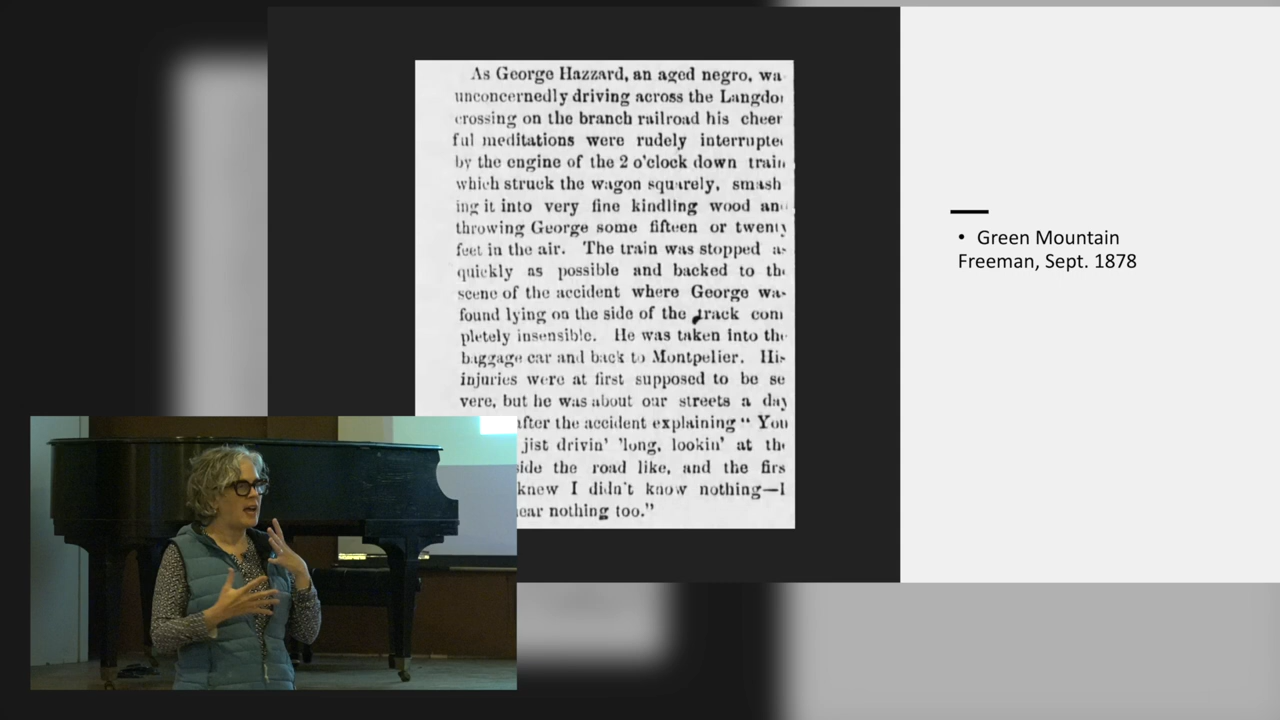 As George Hazzard, an aged negro, wa
unconcernedly driving across the Langdo
crossing on the branch railroad his cheer
ful meditations were rudely interrupte
by the engine of the 2 o'clock down train
which struck the wagon squarely, smash
ing it into very fine kindling wood an
throwing George some fifteen or twenty
feet in the air. The train was stopped as
quickly as possible and backed to the
scene of the accident where George was
found lying on the side of the track com
pletely insensible. He was taken into the
baggage car and back to Montpelier. His
injuries were at first supposed to be se
vere, but he was about our streets a day
after the accident explaining " You
jist drivin' 'long, lookin' at the
side the road like, and the firs
knew I didn't know nothing—I
ear nothing too."
• Green Mountain
Freeman, Sept. 1878